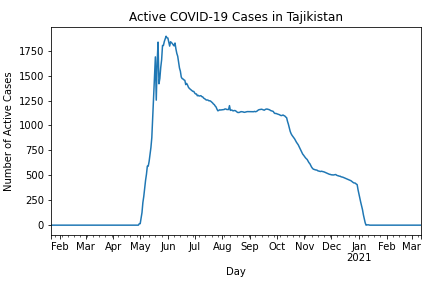 Active COVID-19 Cases in Tajikistan
Number of Active Cases
1750
1500
1250
1000
750
500
250
0
Feb Mar Apr May Jun Jul Aug Sep Oct Nov Dec Jan Feb Mar
2021
Day